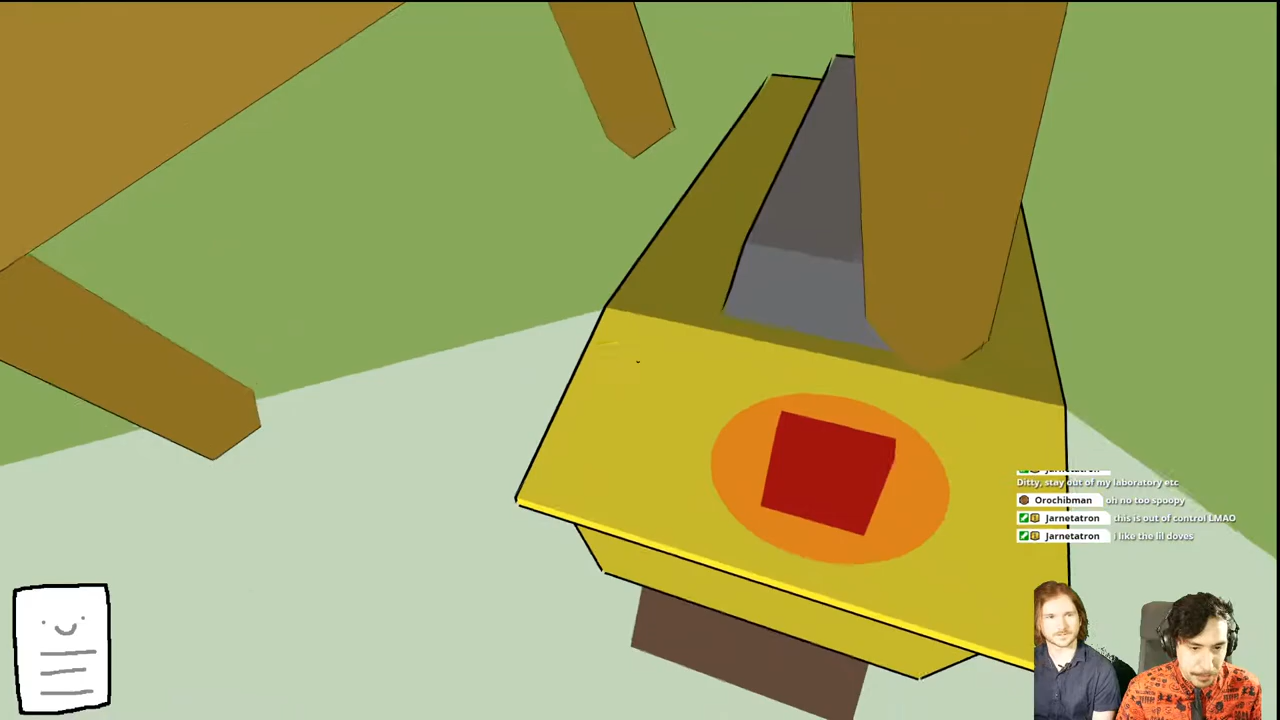 Jarnetatron
Ditty, stay out of my laboratory etc
Orochibman oh no too spoopy
Jarnetatron this is out of control LMAO
Jarnetatron I like the lil doves